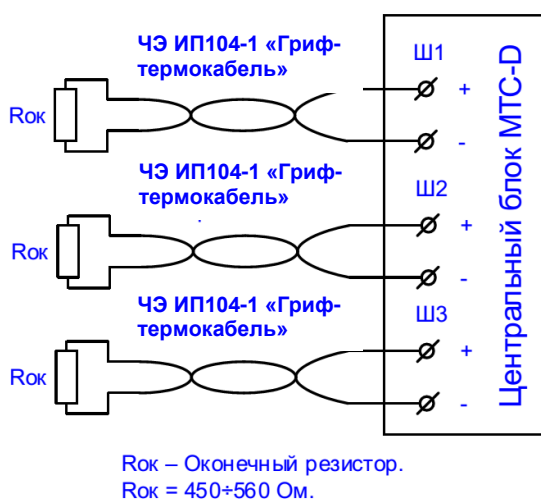 ЧЭ ИП104-1 «Гриф-
термокабель»
Ш1
+
-
Rок
ЧЭ ИП104-1 «Гриф-
термокабель»
Ш2
+
-
Rок
ЧЭ ИП104-1 «Гриф-
термокабель»
Ш3
+
-
Rок
Центральный блок МТС-D
Rок – Оконечный резистор.
Rок = 450÷560 Ом.